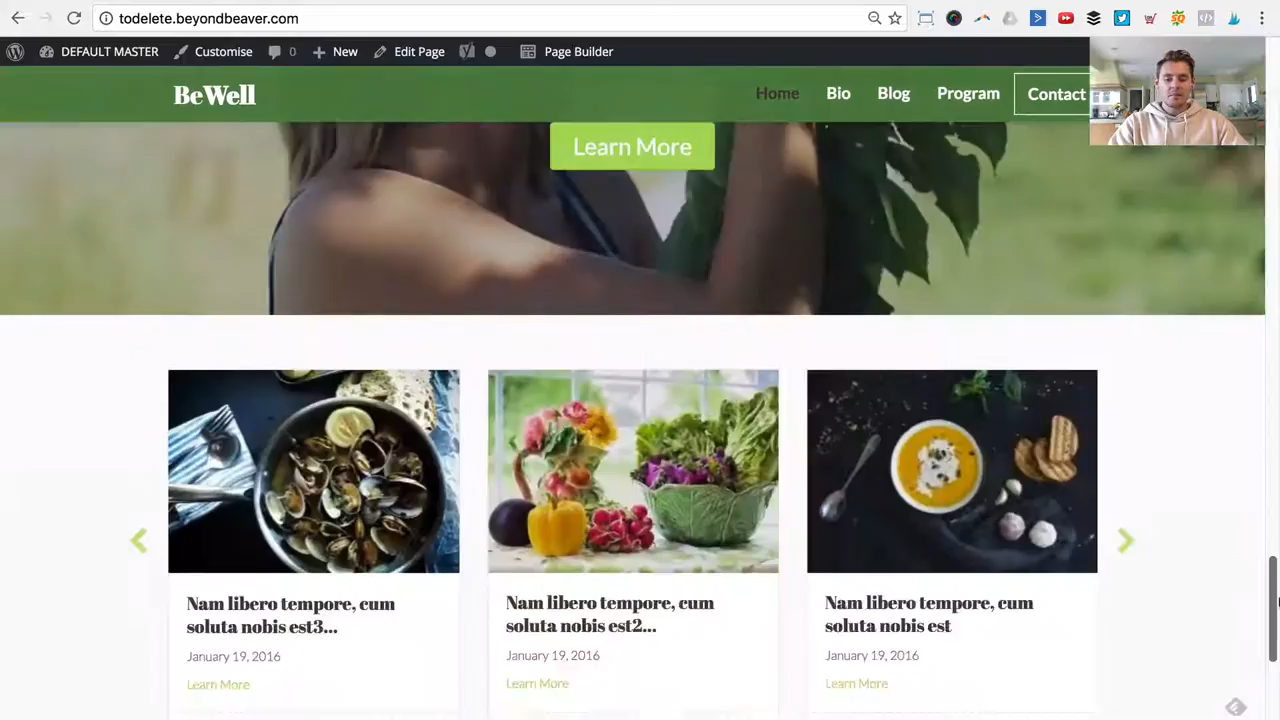 todelete.beyondbeaver.com
DEFAULT MASTER Customise 0 New Edit Page Page Builder
BeWell Home Bio Blog Program Contact
Learn More
Nam libero tempore, cum
soluta nobis est3...
January 19, 2016
Learn More
Nam libero tempore, cum
soluta nobis est2...
January 19, 2016
Learn More
Nam libero tempore, cum
soluta nobis est
January 19, 2016
Learn More